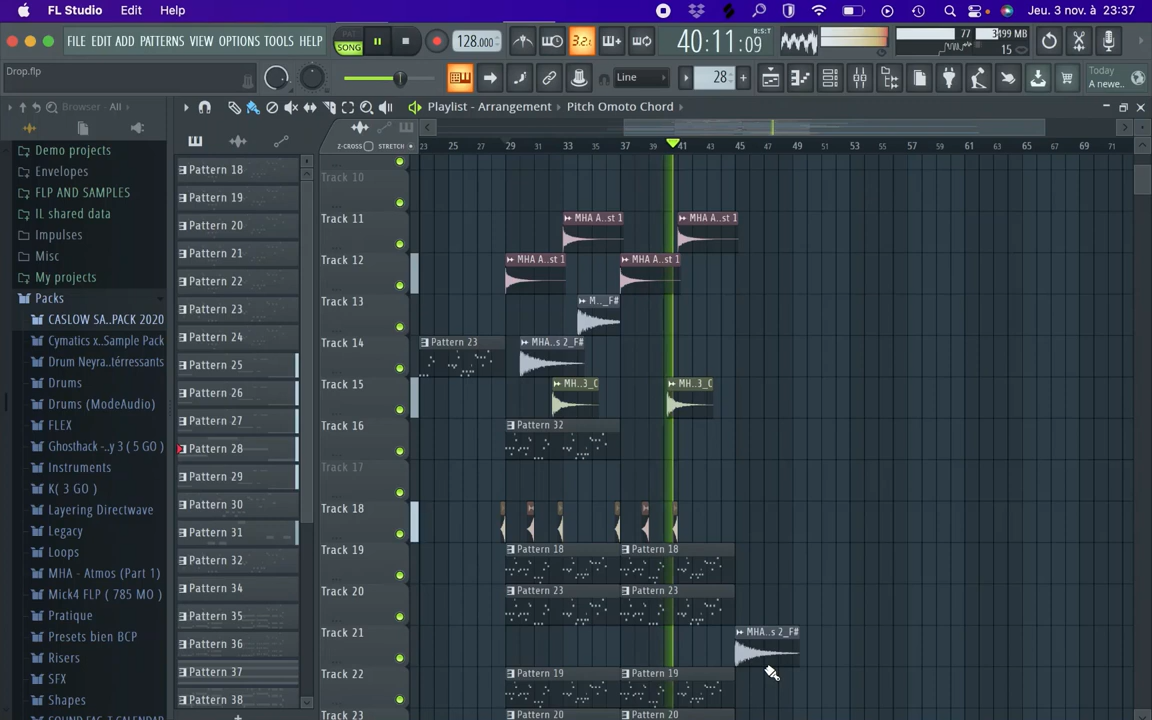 FL Studio Edit Help Jeu. 3 nov. à 23:37
FILE EDIT ADD PATTERNS VIEW OPTIONS TOOLS HELP
PAT
SONG
128.000
3.2.
40:11:09
B:S:T
77
3499 MB
15
Drop.flp
Line
28
Today
A newe..
Browser - All
Playlist - Arrangement Pitch Omoto Chord
Z-CROSS STRETCH
23 25 27 29 31 33 35 37 39 41 43 45 47 49 51 53 55 57 59 61 63 65 67 69 71
Demo projects
Envelopes
FLP AND SAMPLES
IL shared data
Impulses
Misc
My projects
Packs
CASLOW SA..PACK 2020
Cymatics x..Sample Pack
Drum Neyra..térressants
Drums
Drums (ModeAudio)
FLEX
Ghosthack -..y 3 ( 5 GO )
Instruments
K( 3 GO )
Layering Directwave
Legacy
Loops
MHA - Atmos (Part 1)
Mick4 FLP ( 785 MO )
Pratique
Presets bien BCP
Risers
SFX
Shapes
Pattern 18
Pattern 19
Pattern 20
Pattern 21
Pattern 22
Pattern 23
Pattern 24
Pattern 25
Pattern 26
Pattern 27
Pattern 28
Pattern 29
Pattern 30
Pattern 31
Pattern 32
Pattern 34
Pattern 35
Pattern 36
Pattern 37
Pattern 38
Track 10
Track 11
MHA A..st 1 MHA A..st 1
Track 12
MHA A..st 1 MHA A..st 1
Track 13
M.._F#
Track 14
Pattern 23 MHA..s 2_F#
Track 15
MH..3_C MH..3_C
Track 16
Pattern 32
Track 17
Track 18
Track 19
Pattern 18 Pattern 18
Track 20
Pattern 23 Pattern 23
Track 21
MHA..s 2_F#
Track 22
Pattern 19 Pattern 19
Track 23
Pattern 20 Pattern 20